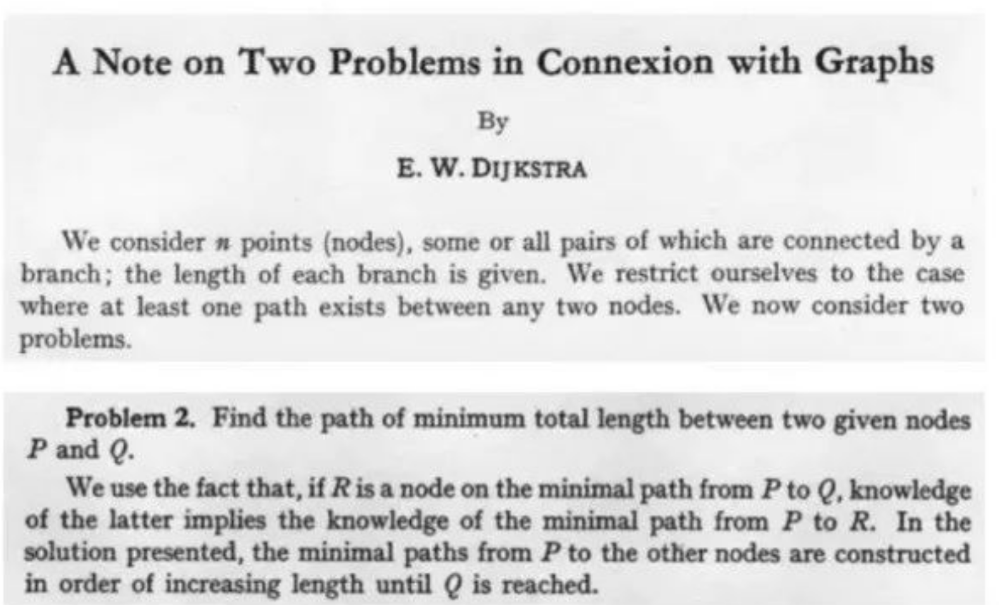 A Note on Two Problems in Connexion with Graphs
By
E. W. DIJKSTRA
We consider n points (nodes), some or all pairs of which are connected by a
branch; the length of each branch is given. We restrict ourselves to the case
where at least one path exists between any two nodes. We now consider two
problems.
Problem 2. Find the path of minimum total length between two given nodes
P and Q.
We use the fact that, if R is a node on the minimal path from P to Q, knowledge
of the latter implies the knowledge of the minimal path from P to R. In the
solution presented, the minimal paths from P to the other nodes are constructed
in order of increasing length until Q is reached.